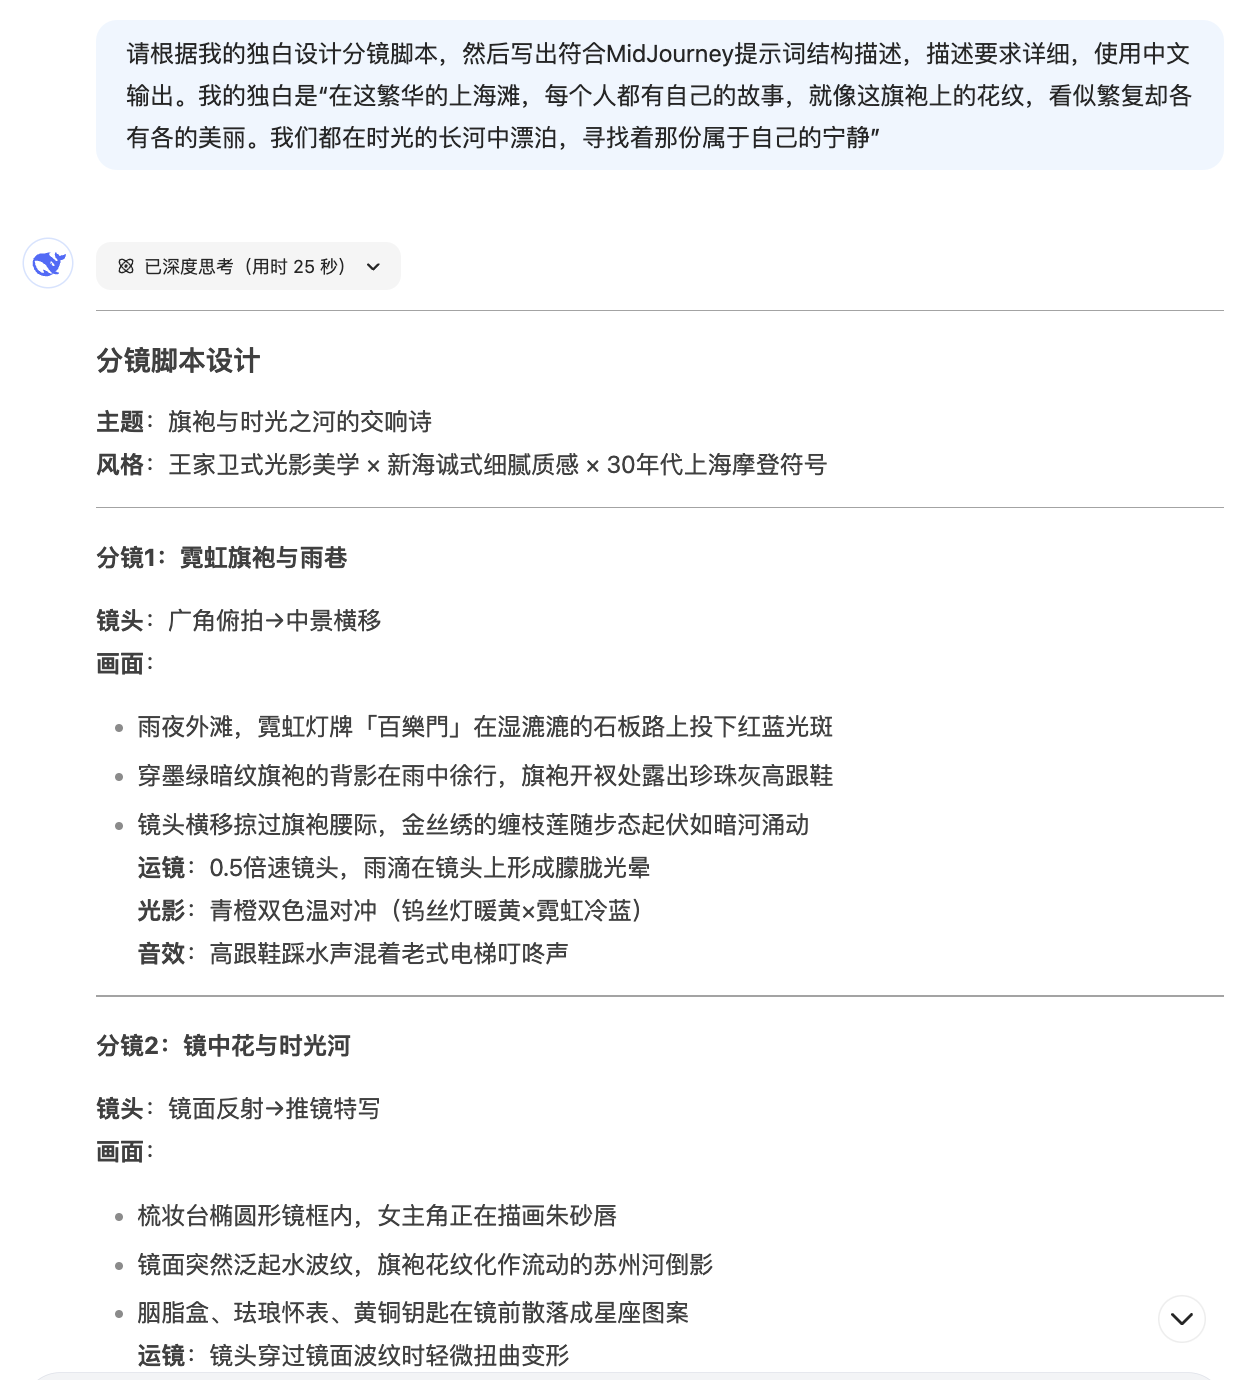 请根据我的独白设计分镜脚本，然后写出符合MidJourney提示词结构描述，描述要求详细，使用中文
输出。我的独白是“在这繁华的上海滩，每个人都有自己的故事，就像这旗袍上的花纹，看似繁复却各
有各的美丽。我们都在时光的长河中漂泊，寻找着那份属于自己的宁静”
已深度思考（用时 25 秒）
分镜脚本设计
主题：旗袍与时光之河的交响诗
风格：王家卫式光影美学 × 新海诚式细腻质感 × 30年代上海摩登符号
分镜1：霓虹旗袍与雨巷
镜头：广角俯拍→中景横移
画面：
雨夜外滩，霓虹灯牌「百樂門」在湿漉漉的石板路上投下红蓝光斑
穿墨绿暗纹旗袍的背影在雨中徐行，旗袍开衩处露出珍珠灰高跟鞋
镜头横移掠过旗袍腰际，金丝绣的缠枝莲随步态起伏如暗河涌动
运镜：0.5倍速镜头，雨滴在镜头上形成朦胧光晕
光影：青橙双色温对冲（钨丝灯暖黄×霓虹冷蓝）
音效：高跟鞋踩水声混着老式电梯叮咚声
分镜2：镜中花与时光河
镜头：镜面反射→推镜特写
画面：
梳妆台椭圆形镜框内，女主角正在描画朱砂唇
镜面突然泛起水波纹，旗袍花纹化作流动的苏州河倒影
胭脂盒、珐琅怀表、黄铜钥匙在镜前散落成星座图案
运镜：镜头穿过镜面波纹时轻微扭曲变形